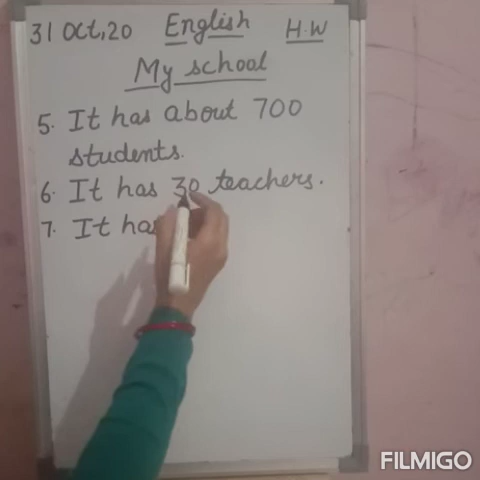 31 Oct, 20 English H.W
My school
5. It has about 700
students.
6. It has 30 teachers.
7. It has
FILMIGO